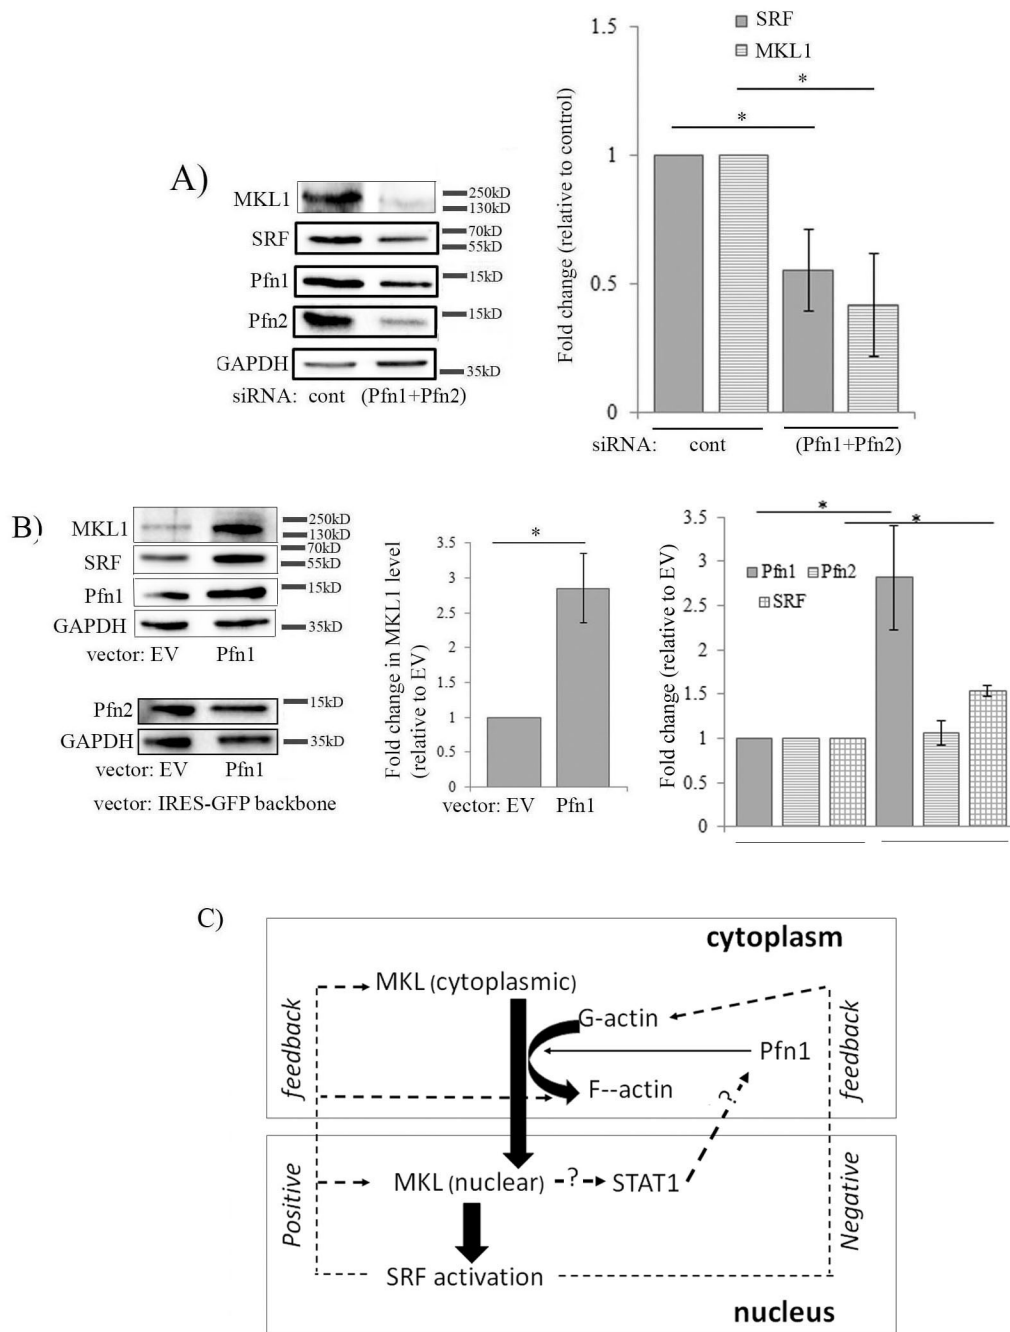 A)
MKL1
250kD
130kD
SRF
70kD
55kD
Pfn1
15kD
Pfn2
15kD
GAPDH
35kD
siRNA: cont (Pfn1+Pfn2)
SRF
MKL1
Fold change (relative to control)
1.5
1
0.5
0
*
*
siRNA: cont (Pfn1+Pfn2)
B)
MKL1
250kD
130kD
SRF
70kD
55kD
Pfn1
15kD
GAPDH
35kD
vector: EV Pfn1
Pfn2
15kD
GAPDH
35kD
vector: EV Pfn1
vector: IRES-GFP backbone
Fold change in MKL1 level
(relative to EV)
3.5
3
2.5
2
1.5
1
0.5
0
*
vector: EV Pfn1
Fold change (relative to EV)
3.5
3
2.5
2
1.5
1
0.5
0
*
*
Pfn1 Pfn2
SRF
C)
cytoplasm
MKL (cytoplasmic)
G-actin
Pfn1
F--actin
feedback
feedback
?
MKL (nuclear) ? STAT1
Positive
Negative
SRF activation
nucleus